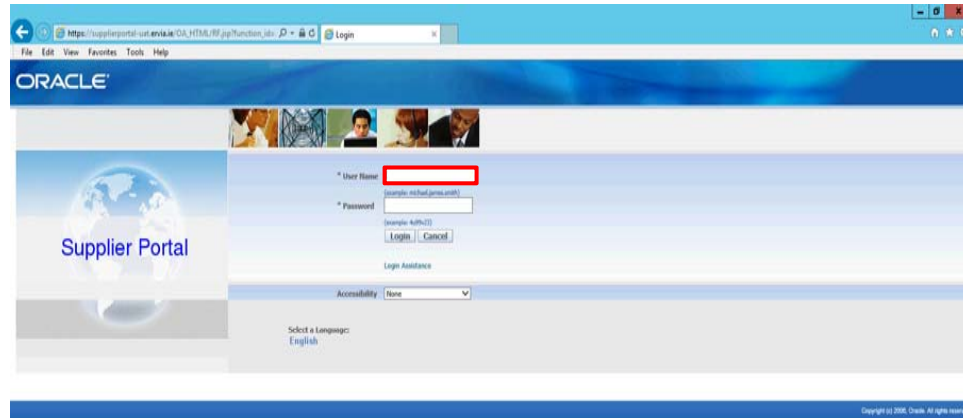 https://supplierportal-uat.ervia.ie/OA_HTML/RF.jsp?function_id=
Login
File Edit View Favorites Tools Help
ORACLE
* User Name
(example: michael.james.smith)
* Password
(example: 4u99v23)
Login Cancel
Login Assistance
Supplier Portal
Accessibility None
Select a Language:
English
Copyright (c) 2006, Oracle. All rights